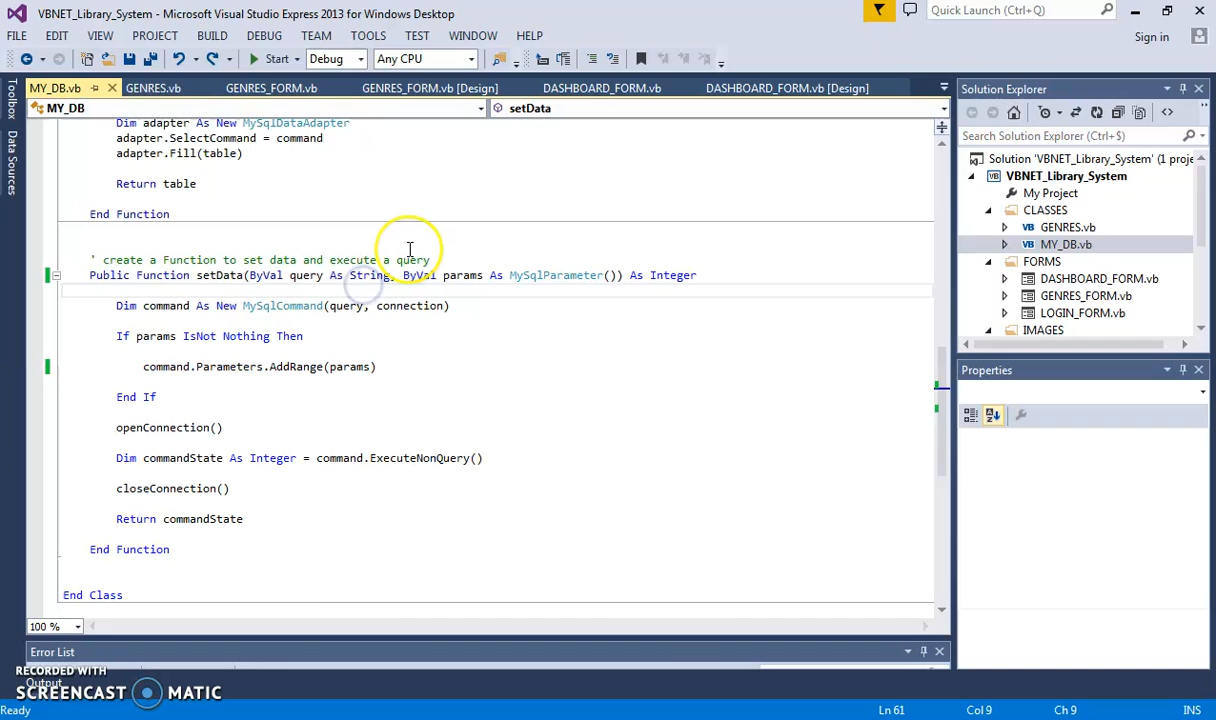 VBNET_Library_System - Microsoft Visual Studio Express 2013 for Windows Desktop
Quick Launch (Ctrl+Q)
FILE EDIT VIEW PROJECT BUILD DEBUG TEAM TOOLS TEST WINDOW HELP
Sign in
Start Debug Any CPU
Toolbox
Data Sources
MY_DB.vb GENRES.vb GENRES_FORM.vb GENRES_FORM.vb [Design] DASHBOARD_FORM.vb DASHBOARD_FORM.vb [Design]
MY_DB setData
Dim adapter As New MySqlDataAdapter
adapter.SelectCommand = command
adapter.Fill(table)
Return table
End Function
' create a Function to set data and execute a query
Public Function setData(ByVal query As String, ByVal params As MySqlParameter()) As Integer
Dim command As New MySqlCommand(query, connection)
If params IsNot Nothing Then
command.Parameters.AddRange(params)
End If
openConnection()
Dim commandState As Integer = command.ExecuteNonQuery()
closeConnection()
Return commandState
End Function
End Class
100 %
Error List
Output
Solution Explorer
Search Solution Explorer (Ctrl+$)
Solution 'VBNET_Library_System' (1 proje
VBNET_Library_System
My Project
CLASSES
GENRES.vb
MY_DB.vb
FORMS
DASHBOARD_FORM.vb
GENRES_FORM.vb
LOGIN_FORM.vb
IMAGES
Properties
RECORDED WITH
SCREENCAST MATIC
Ready Ln 61 Col 9 Ch 9 INS